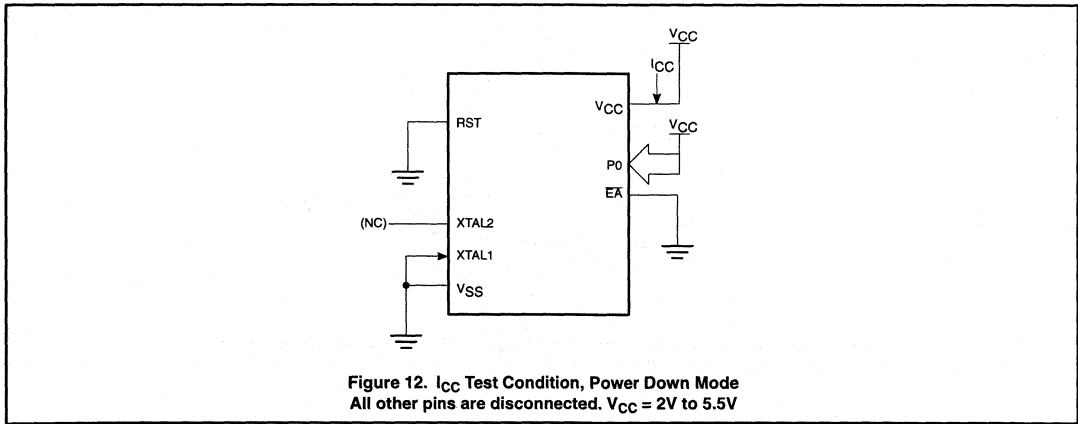 VCC
ICC
VCC
RST
VCC
P0
EA
(NC)
XTAL2
XTAL1
VSS
Figure 12. ICC Test Condition, Power Down Mode
All other pins are disconnected. VCC = 2V to 5.5V